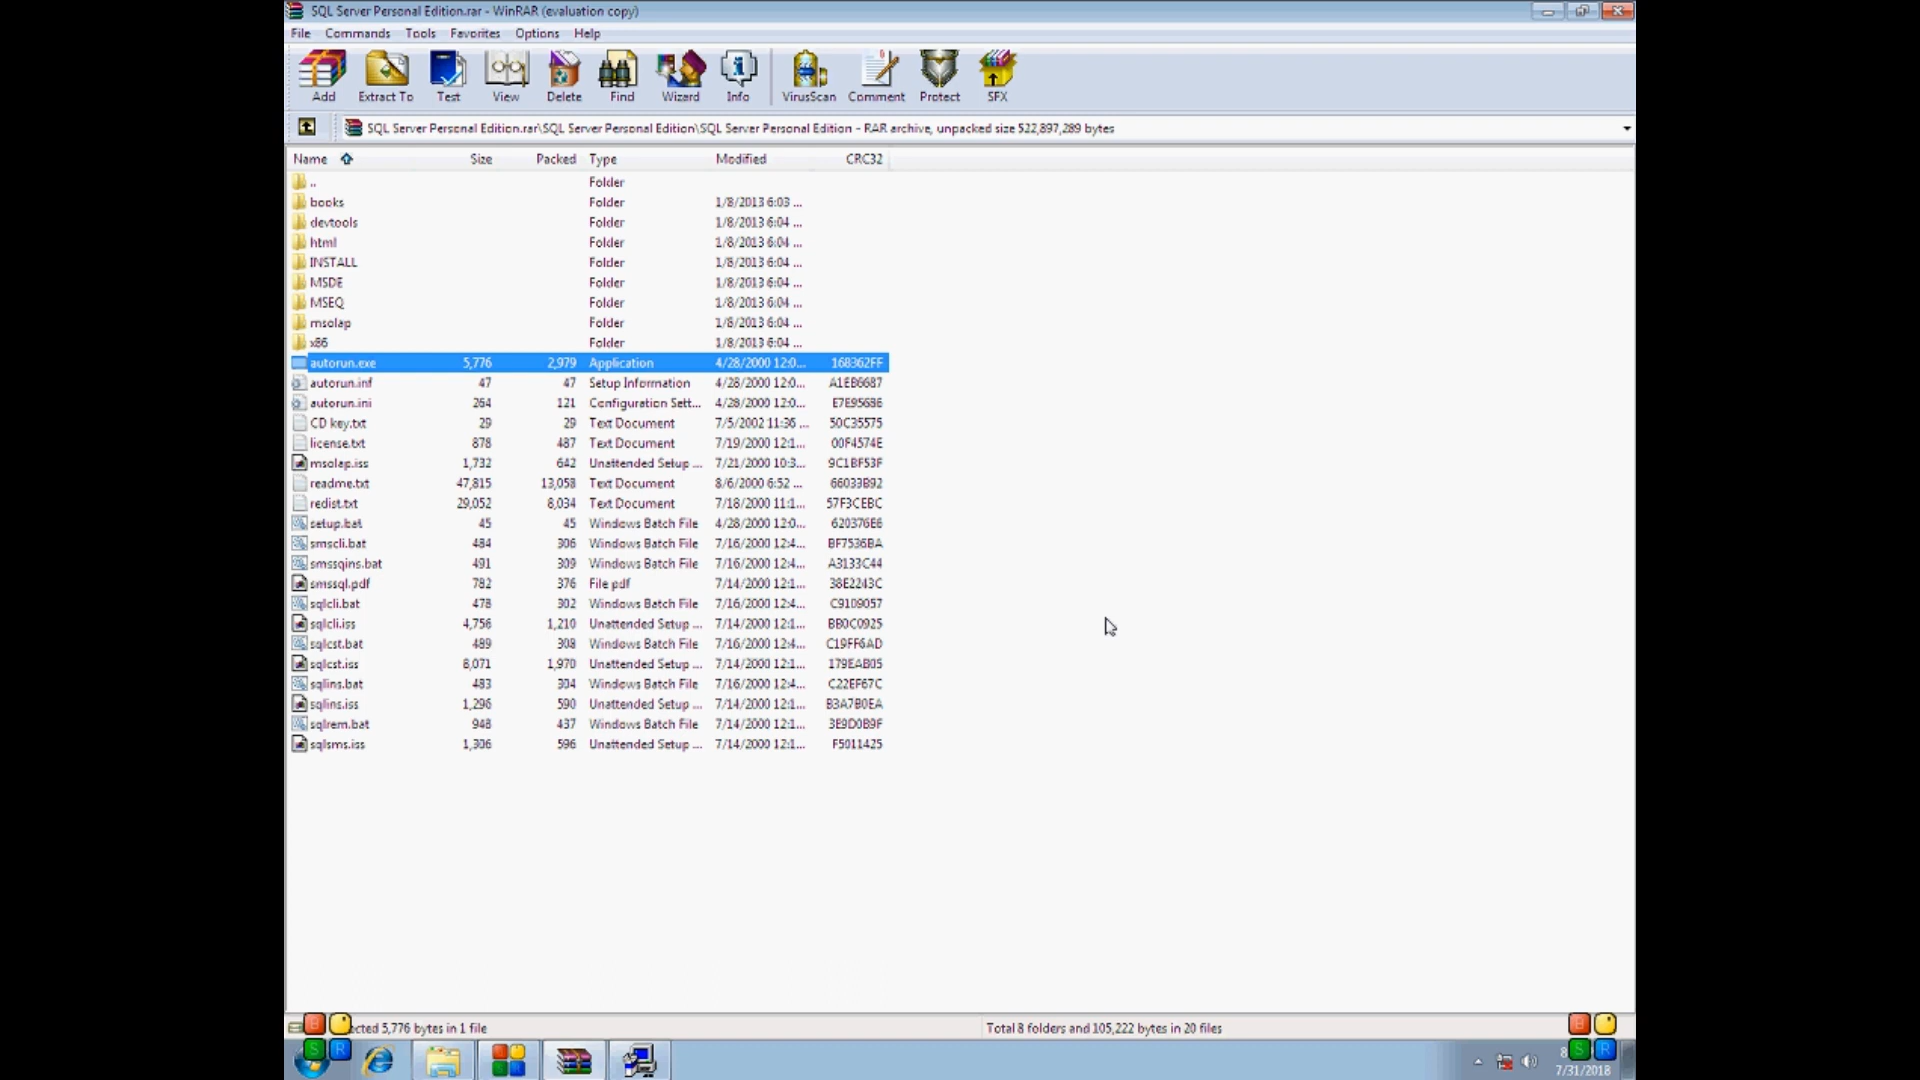 SQL Server Personal Edition.rar - WinRAR (evaluation copy)
File Commands Tools Favorites Options Help
Add Extract To Test View Delete Find Wizard Info VirusScan Comment Protect SFX
SQL Server Personal Edition.rar\SQL Server Personal Edition\SQL Server Personal Edition - RAR archive, unpacked size 522,897,289 bytes
Name Size Packed Type Modified CRC32
.. Folder
books Folder 1/8/2013 6:03 ...
devtools Folder 1/8/2013 6:04 ...
html Folder 1/8/2013 6:04 ...
INSTALL Folder 1/8/2013 6:04 ...
MSDE Folder 1/8/2013 6:04 ...
MSEQ Folder 1/8/2013 6:04 ...
msolap Folder 1/8/2013 6:04 ...
x86 Folder 1/8/2013 6:04 ...
autorun.exe 5,776 2,979 Application 4/28/2000 12:0... 168362FF
autorun.inf 47 47 Setup Information 4/28/2000 12:0... A1EB6687
autorun.ini 264 121 Configuration Sett... 4/28/2000 12:0... E7E95686
CD key.txt 29 29 Text Document 7/5/2002 11:36 ... 50C35575
license.txt 878 487 Text Document 7/19/2000 12:1... 00F4574E
msolap.iss 1,732 642 Unattended Setup ... 7/21/2000 10:3... 9C1BF53F
readme.txt 47,815 13,058 Text Document 8/6/2000 6:52 ... 66033B92
redist.txt 29,052 8,034 Text Document 7/18/2000 11:1... 57F3CEBC
setup.bat 45 45 Windows Batch File 4/28/2000 12:0... 620376E6
smscli.bat 484 306 Windows Batch File 7/16/2000 12:4... BF7536BA
smssqins.bat 491 309 Windows Batch File 7/16/2000 12:4... A3133C44
smssql.pdf 782 376 File pdf 7/14/2000 12:1... 38E2243C
sqlcli.bat 478 302 Windows Batch File 7/16/2000 12:4... C9109057
sqlcli.iss 4,756 1,210 Unattended Setup ... 7/14/2000 12:1... BB0C0925
sqlcst.bat 489 308 Windows Batch File 7/16/2000 12:4... C19FF6AD
sqlcst.iss 8,071 1,970 Unattended Setup ... 7/14/2000 12:1... 179EAB05
sqlins.bat 483 304 Windows Batch File 7/16/2000 12:4... C22EF67C
sqlins.iss 1,296 590 Unattended Setup ... 7/14/2000 12:1... B3A7B0EA
sqlrem.bat 948 437 Windows Batch File 7/14/2000 12:1... 3E9D0B9F
sqlsms.iss 1,306 596 Unattended Setup ... 7/14/2000 12:1... F5011425
ected 5,776 bytes in 1 file Total 8 folders and 105,222 bytes in 20 files
S R S R
7/31/2018